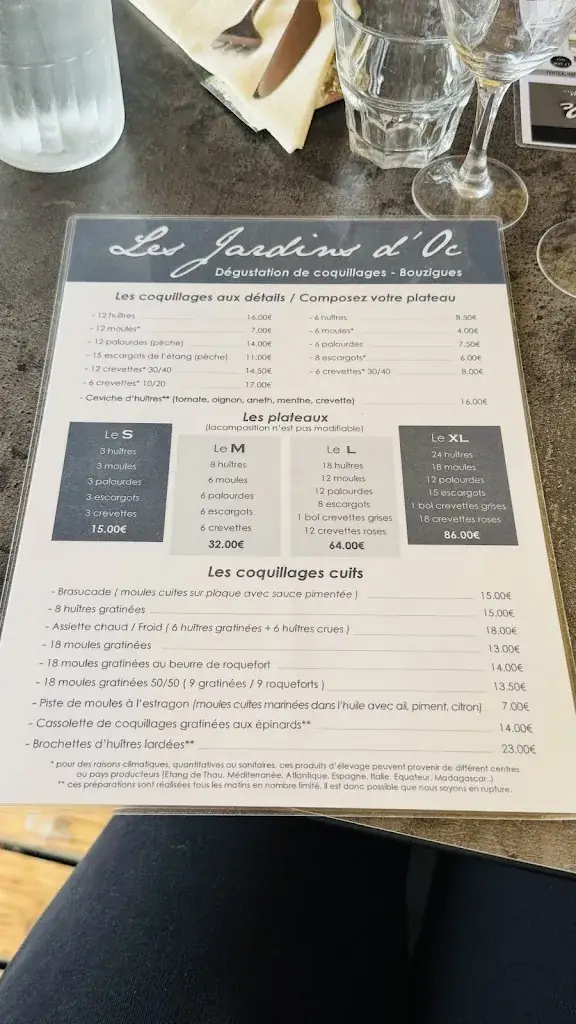 Les Jardins d'Oc
Dégustation de coquillages - Bouzigues
Les coquillages aux détails / Composez votre plateau
- 12 huîtres 16.00€
- 12 moules* 7.00€
- 12 palourdes (pèche) 14.00€
- 15 escargots de l'étang (pèche) 11.00€
- 12 crevettes* 30/40 14.50€
- 6 crevettes* 10/20 17.00€
- 6 huîtres 8.50€
- 6 moules* 4.00€
- 6 palourdes 7.50€
- 8 escargots* 6.00€
- 6 crevettes* 30/40 8.00€
- Ceviche d'huîtres** (tomate, oignon, aneth, menthe, crevette) 16.00€
Les plateaux
(lacomposition n'est pas modifiable)
Le S
3 huîtres
3 moules
3 palourdes
3 escargots
3 crevettes
15.00€
Le M
8 huîtres
6 moules
6 palourdes
6 escargots
6 crevettes
32.00€
Le L
18 huîtres
12 moules
12 palourdes
8 escargots
1 bol crevettes grises
12 crevettes roses
64.00€
Le XL
24 huîtres
18 moules
12 palourdes
15 escargots
1 bol crevettes grises
18 crevettes roses
86.00€
Les coquillages cuits
- Brasucade ( moules cuites sur plaque avec sauce pimentée ) 15.00€
- 8 huîtres gratinées 15.00€
- Assiette chaud / Froid ( 6 huîtres gratinées + 6 huîtres crues ) 18.00€
- 18 moules gratinées 13.00€
- 18 moules gratinées au beurre de roquefort 14.00€
- 18 moules gratinées 50/50 ( 9 gratinées / 9 roqueforts ) 13.50€
- Piste de moules à l'estragon (moules cuites marinées dans l'huile avec ail, piment, citron) 7.00€
- Cassolette de coquillages gratinées aux épinards** 14.00€
- Brochettes d'huîtres lardées** 23.00€
* pour des raisons climatiques, quantitatives ou sanitaires, ces produits d'élevage peuvent provenir de différent centres
ou pays producteurs (Etang de Thau, Méditerranée, Atlantique, Espagne, Italie, Equateur, Madagascar..)
** ces préparations sont réalisées tous les matins en nombre limité. Il est donc possible que nous soyons en rupture.